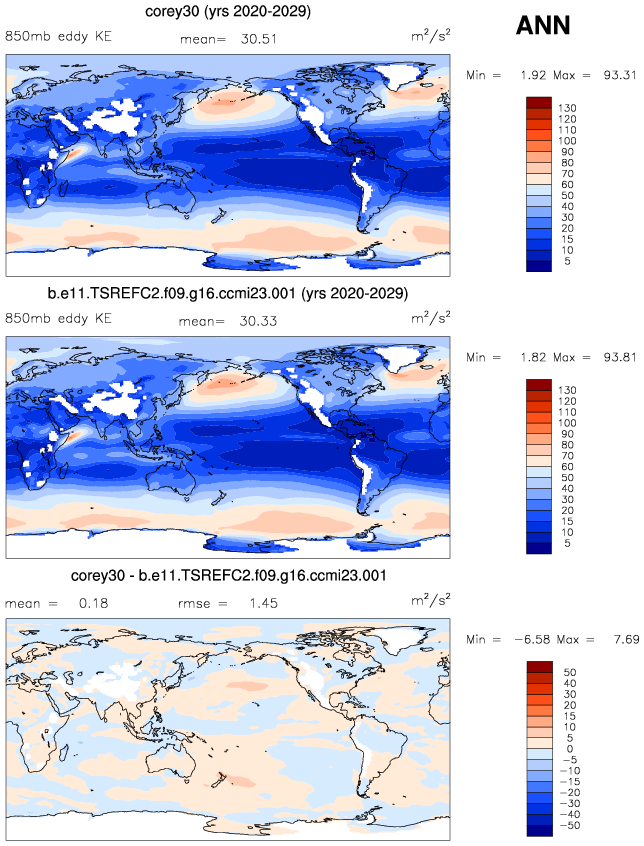 corey30 (yrs 2020-2029)
ANN
850mb eddy KE
mean= 30.51
m²/s²
Min = 1.92 Max = 93.31
130
120
110
100
90
80
70
60
50
40
30
20
15
10
5
b.e11.TSREFC2.f09.g16.ccmi23.001 (yrs 2020-2029)
850mb eddy KE
mean= 30.33
m²/s²
Min = 1.82 Max = 93.81
130
120
110
100
90
80
70
60
50
40
30
20
15
10
5
corey30 - b.e11.TSREFC2.f09.g16.ccmi23.001
mean = 0.18
rmse = 1.45
m²/s²
Min = −6.58 Max = 7.69
50
40
30
20
15
10
5
0
−5
−10
−15
−20
−30
−40
−50